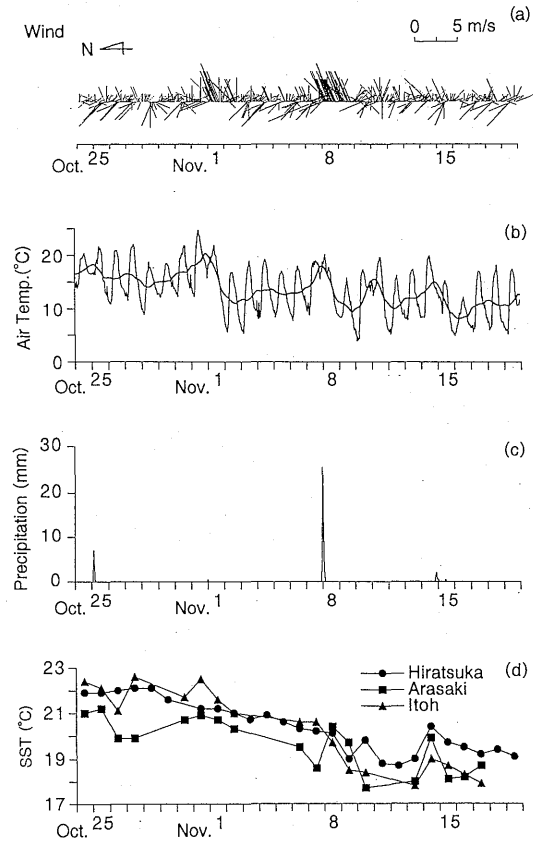 (a)
Wind
N
0 5 m/s
Oct. 25 Nov. 1 8 15
(b)
Air Temp.(°C)
20
10
0
Oct. 25 Nov. 1 8 15
(c)
Precipitation (mm)
30
20
10
0
Oct. 25 Nov. 1 8 15
(d)
SST (°C)
23
21
19
17
Hiratsuka
Arasaki
Itoh
Oct. 25 Nov. 1 8 15